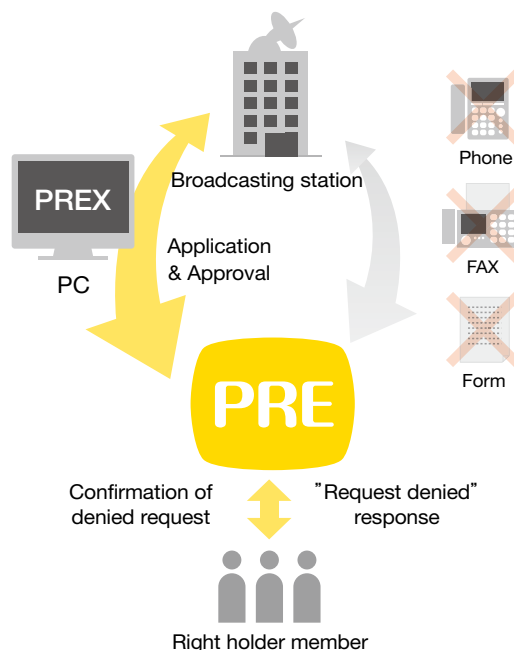 Broadcasting station
Phone
PREX
PC
Application
& Approval
FAX
Form
PRE
Confirmation of
denied request
”Request denied”
response
Right holder member